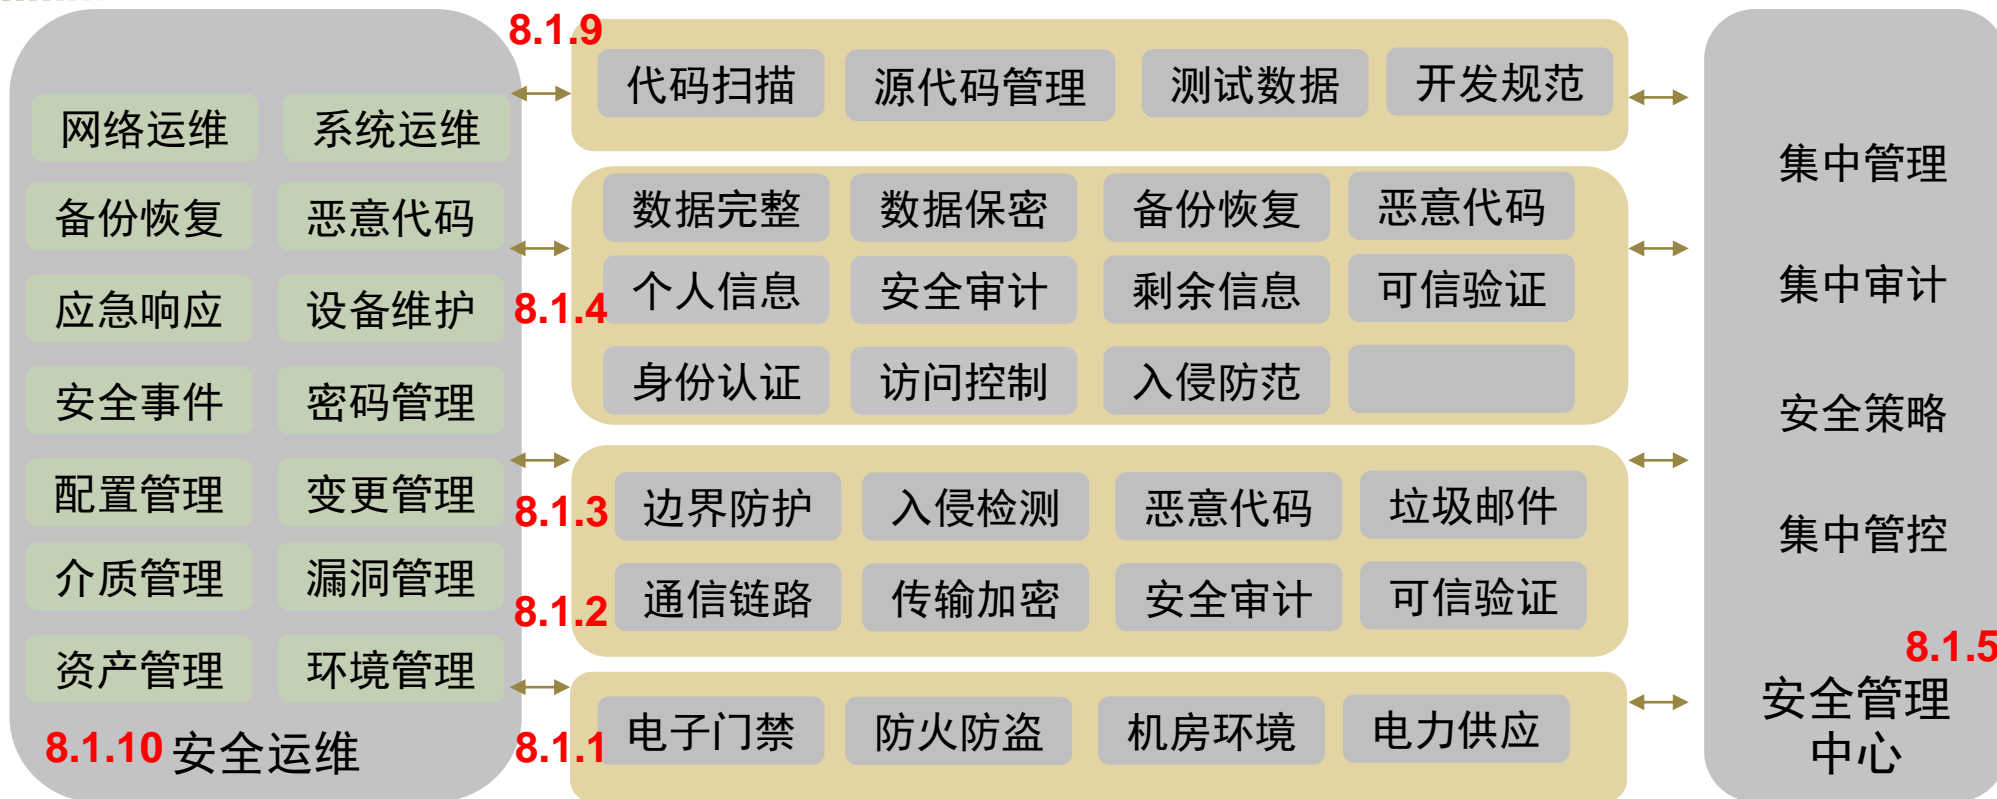 网络运维 系统运维
备份恢复 恶意代码
应急响应 设备维护
安全事件 密码管理
配置管理 变更管理
介质管理 漏洞管理
资产管理 环境管理
8.1.10 安全运维
8.1.9
代码扫描 源代码管理 测试数据 开发规范
数据完整 数据保密 备份恢复 恶意代码
8.1.4 个人信息 安全审计 剩余信息 可信验证
身份认证 访问控制 入侵防范
8.1.3 边界防护 入侵检测 恶意代码 垃圾邮件
8.1.2 通信链路 传输加密 安全审计 可信验证
8.1.1 电子门禁 防火防盗 机房环境 电力供应
集中管理
集中审计
安全策略
集中管控
8.1.5
安全管理
中心